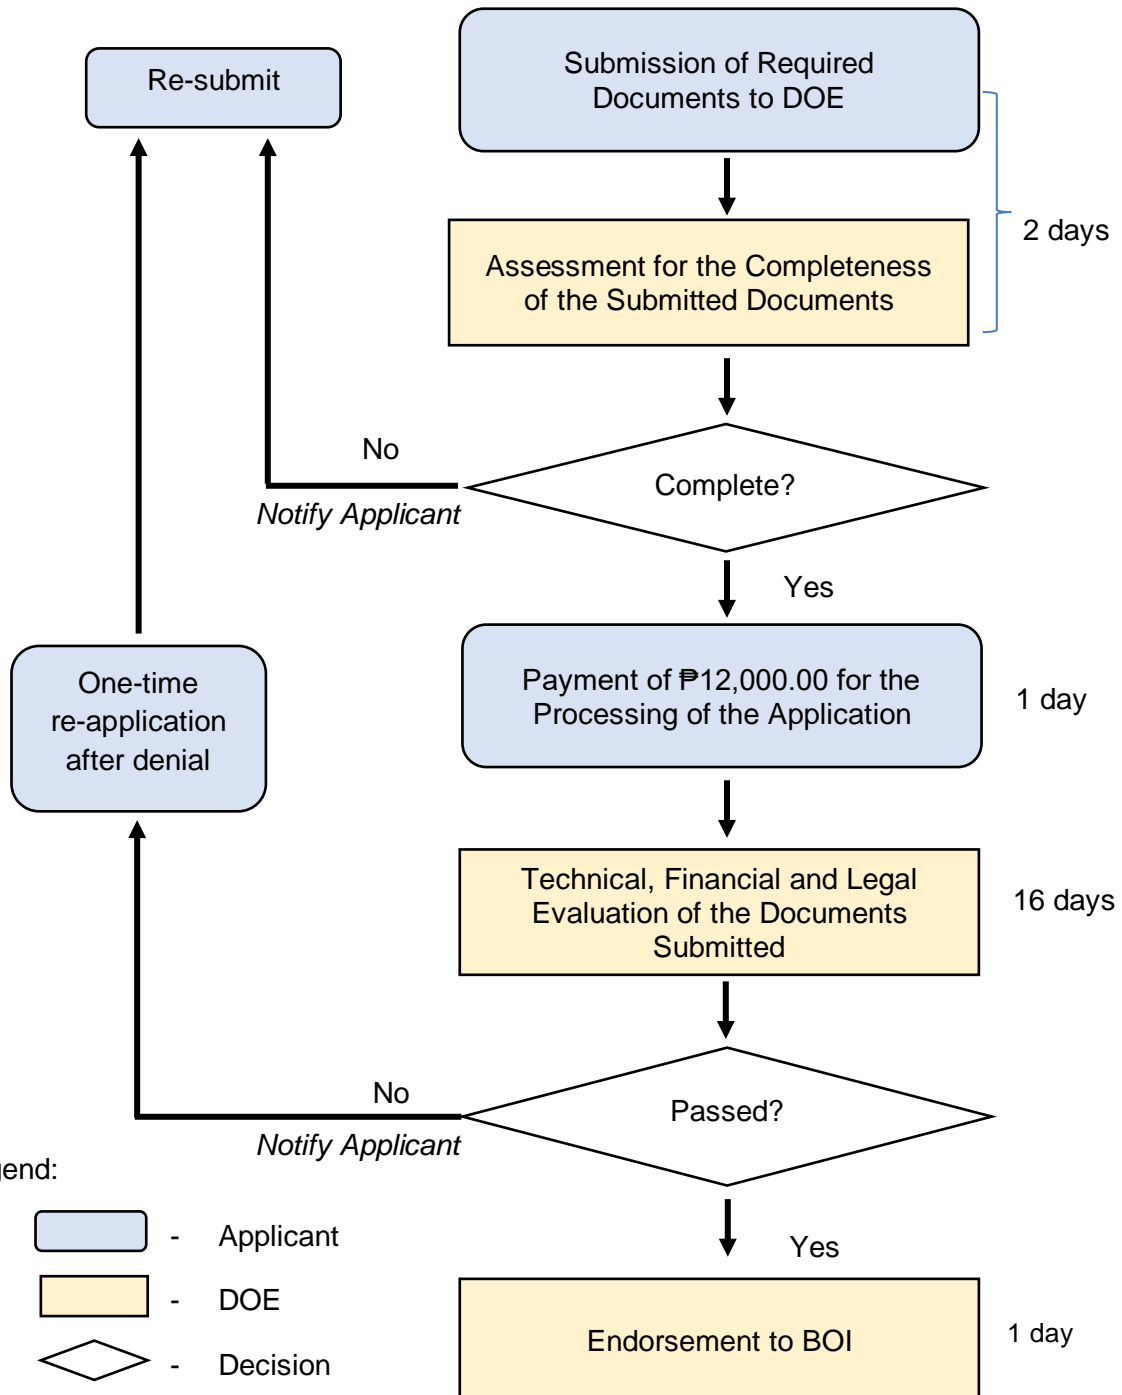 Re-submit
Submission of Required
Documents to DOE
2 days
Assessment for the Completeness
of the Submitted Documents
No
Complete?
Notify Applicant
Yes
One-time
re-application
after denial
Payment of ₱12,000.00 for the
Processing of the Application
1 day
Technical, Financial and Legal
Evaluation of the Documents
Submitted
16 days
No
Passed?
Notify Applicant
gend:
- Applicant
Yes
- DOE
Endorsement to BOI
1 day
- Decision